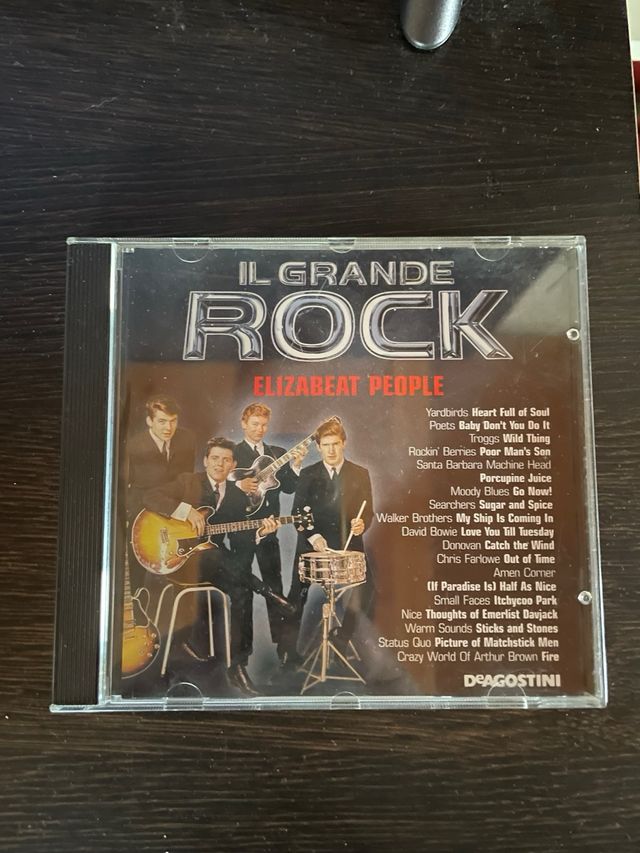 IL GRANDE
ROCK
ELIZABEAT PEOPLE
Yardbirds Heart Full of Soul
Poets Baby Don't You Do It
Troggs Wild Thing
Rockin' Berries Poor Man's Son
Santa Barbara Machine Head
Porcupine Juice
Moody Blues Go Now!
Searchers Sugar and Spice
Walker Brothers My Ship Is Coming In
David Bowie Love You Till Tuesday
Donovan Catch the Wind
Chris Farlowe Out of Time
Amen Corner
(If Paradise Is) Half As Nice
Small Faces Itchycoo Park
Nice Thoughts of Emerlist Davjack
Warm Sounds Sticks and Stones
Status Quo Picture of Matchstick Men
Crazy World Of Arthur Brown Fire
DeAGOSTINI